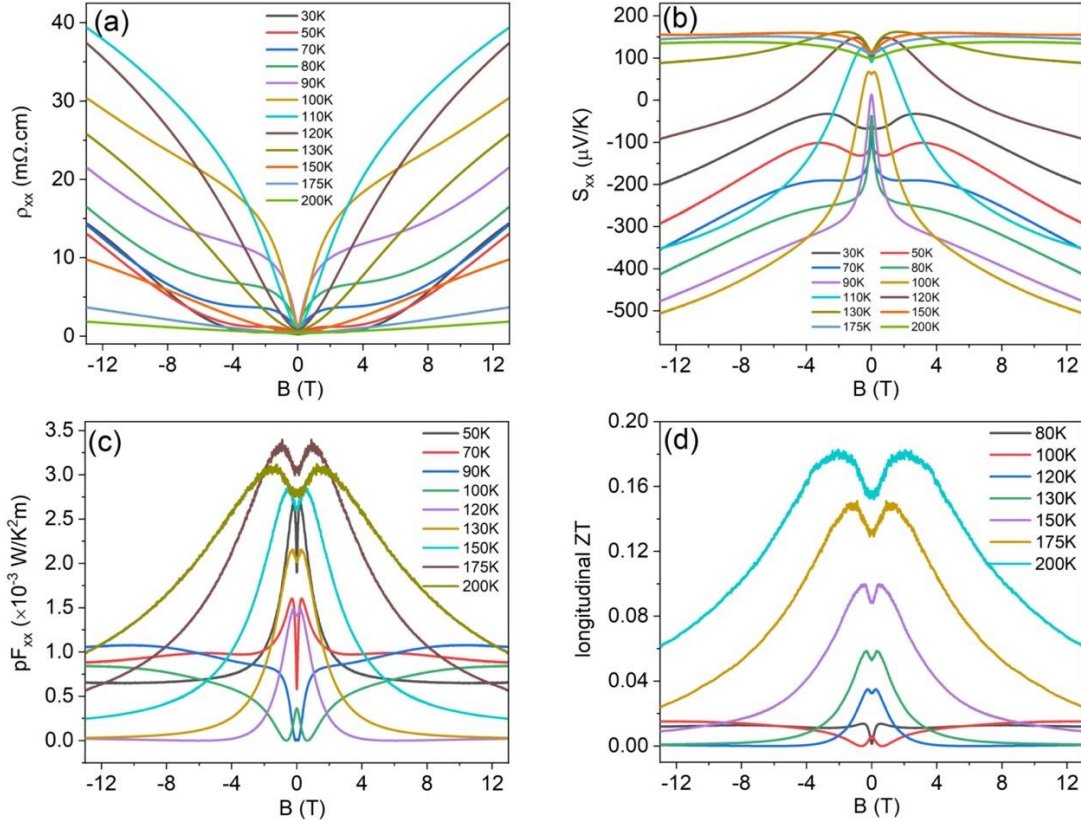 (a)
30K
50K
70K
80K
90K
100K
110K
120K
130K
150K
175K
200K
ρxx (mΩ.cm)
40
30
20
10
0
-12 -8 -4 0 4 8 12
B (T)
(b)
Sxx (μV/K)
200
100
0
-100
-200
-300
-400
-500
30K 50K
70K 80K
90K 100K
110K 120K
130K 150K
175K 200K
-12 -8 -4 0 4 8 12
B (T)
(c)
50K
70K
90K
100K
120K
130K
150K
175K
200K
pFxx (×10⁻³ W/K²m)
3.5
3.0
2.5
2.0
1.5
1.0
0.5
0.0
-12 -8 -4 0 4 8 12
B (T)
(d)
80K
100K
120K
130K
150K
175K
200K
longitudinal ZT
0.20
0.16
0.12
0.08
0.04
0.00
-12 -8 -4 0 4 8 12
B (T)